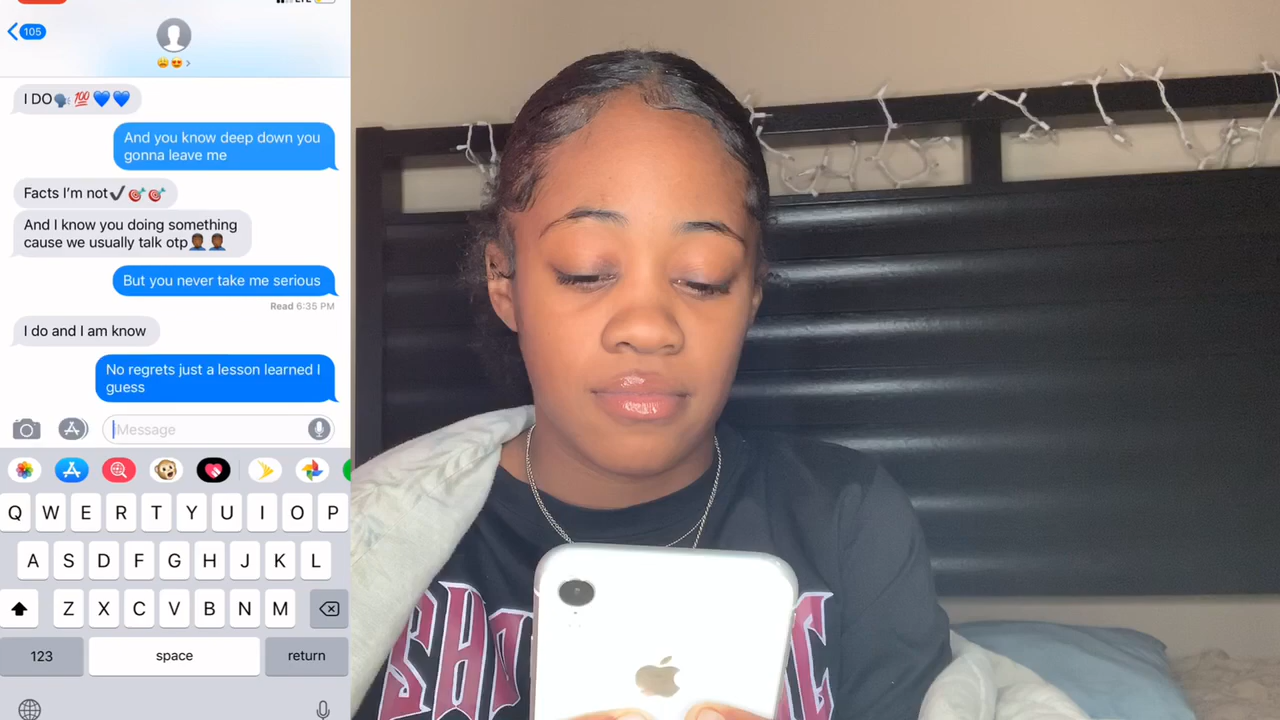 LTE
105
I DO🗣💯💙💙
And you know deep down you
gonna leave me
Facts I'm not✔🎯🎯
And I know you doing something
cause we usually talk otp🤦🏾‍♂️🤦🏾‍♂️
But you never take me serious
Read 6:35 PM
I do and I am know
No regrets just a lesson learned I
guess
Message
Q W E R T Y U I O P
A S D F G H J K L
Z X C V B N M
123 space return